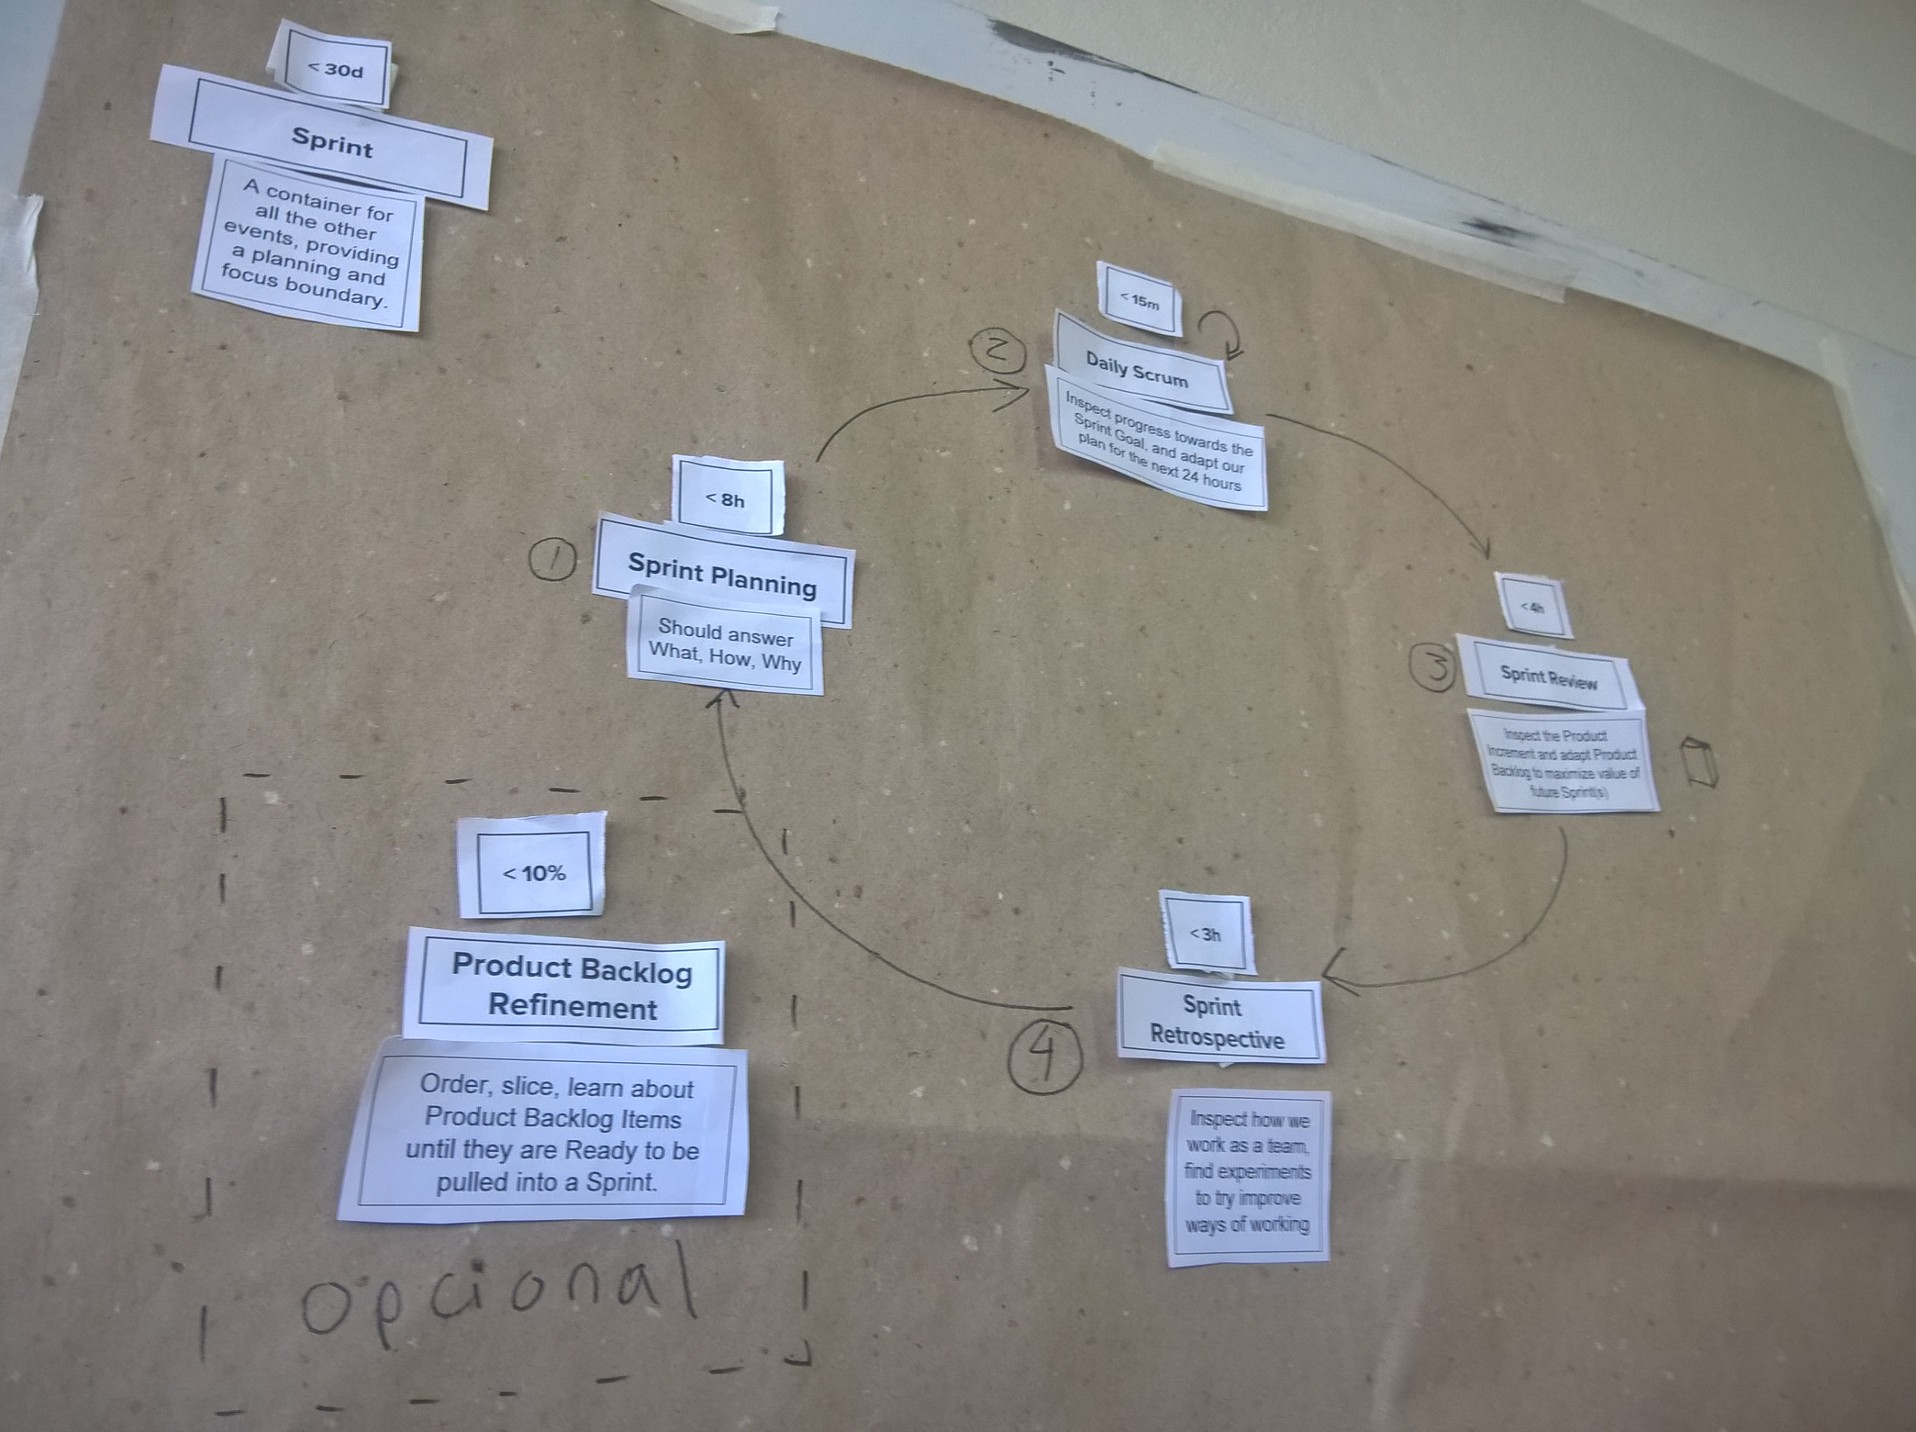 < 30d
Sprint
A container for
all the other
events, providing
a planning and
focus boundary.
< 15m
2
Daily Scrum
Inspect progress towards the
Sprint Goal, and adapt our
plan for the next 24 hours
< 8h
1
Sprint Planning
Should answer
What, How, Why
< 4h
3
Sprint Review
Inspect the Product
Increment and adapt Product
Backlog to maximize value of
future Sprint(s)
< 3h
4
Sprint
Retrospective
Inspect how we
work as a team,
find experiments
to try improve
ways of working
< 10%
Product Backlog
Refinement
Order, slice, learn about
Product Backlog Items
until they are Ready to be
pulled into a Sprint.
opcional